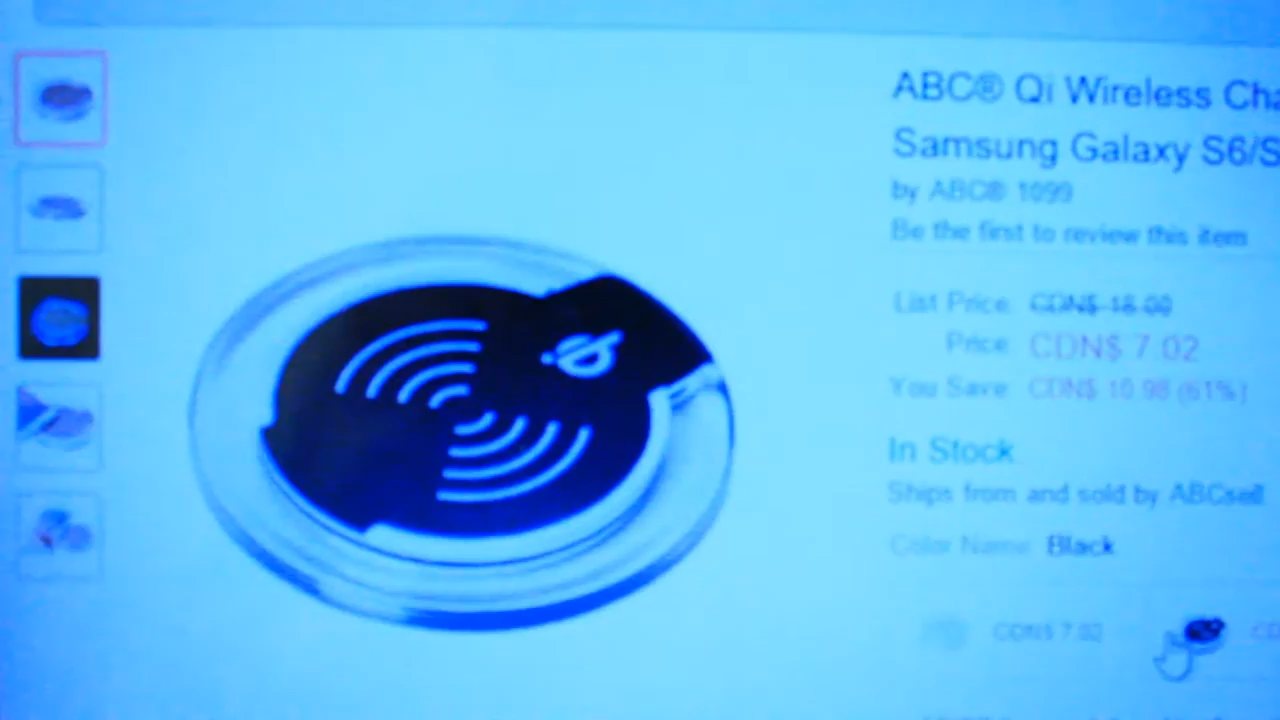 ABC® Qi Wireless
Samsung Galaxy S6/S
by ABC® 1099
Be the first to review this item
List Price: CDN$ 18.00
Price: CDN$ 7.02
You Save: CDN$ 10.98 (61%)
In Stock
Ships from and sold by ABCsell
Color Name: Black
CDN$ 7.02